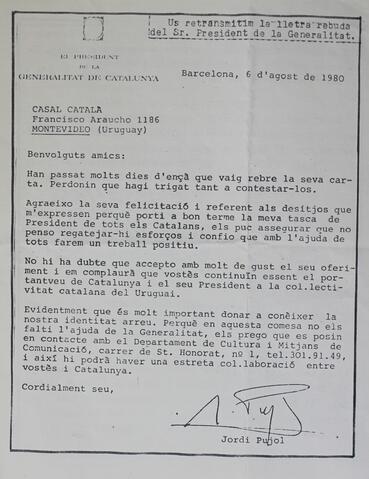 Us retransmitim la lletra rebuda
del Sr. President de la Generalitat.
EL PRESIDENT
DE LA
GENERALITAT DE CATALUNYA
Barcelona, 6 d'agost de 1980
CASAL CATALÀ
Francisco Araucho 1186
MONTEVIDEO (Uruguay)
Benvolguts amics:
Han passat molts dies d'ençà que vaig rebre la seva car-
ta. Perdonin que hagi trigat tant a contestar-los.
Agraeixo la seva felicitació i referent als desitjos que
m'expressen perquè porti a bon terme la meva tasca de
President de tots els Catalans, els puc assegurar que no
penso regatejar-hi esforços i confio que amb l'ajuda de
tots farem un treball positiu.
No hi ha dubte que accepto amb molt de gust el seu oferi-
ment i em complaurà que vostès continuïn essent el por-
tantveu de Catalunya i el seu President a la col.lecti-
vitat catalana del Uruguai.
Evidentment que és molt important donar a conèixer la
nostra identitat arreu. Perquè en aquesta comesa no els
falti l'ajuda de la Generalitat, els prego que es posin
en contacte amb el Departament de Cultura i Mitjans de
Comunicació, carrer de St. Honorat, nº 1, tel.301.91.49,
i així hi podrà haver una estreta col.laboració entre
vostès i Catalunya.
Cordialment seu,
Jordi Pujol